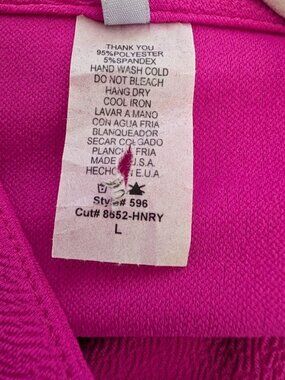 THANK YOU
95%POLYESTER
5%SPANDEX
HAND WASH COLD
DO NOT BLEACH
HANG DRY
COOL IRON
LAVAR A MANO
CON AGUA FRIA
BLANQUEADOR
SECAR COLGADO
PLANCHA FRIA
MADE U.S.A.
HECHO EN E.U.A
Style# 596
Cut# 8652-HNRY
L